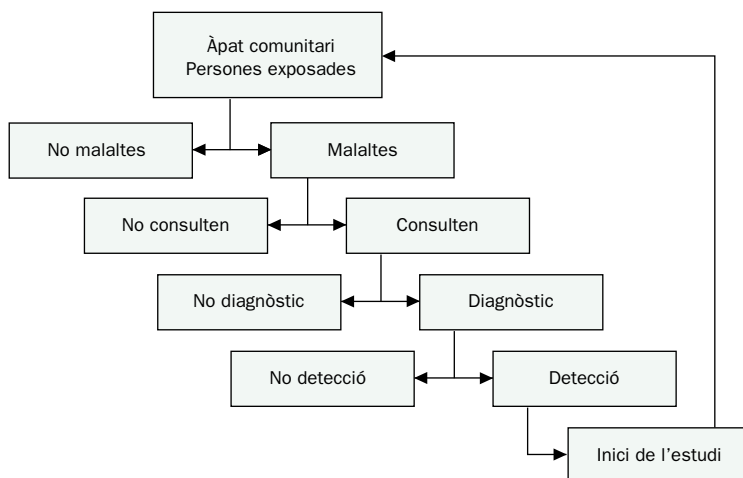 Àpat comunitari
Persones exposades
No malaltes
Malaltes
No consulten
Consulten
No diagnòstic
Diagnòstic
No detecció
Detecció
Inici de l'estudi